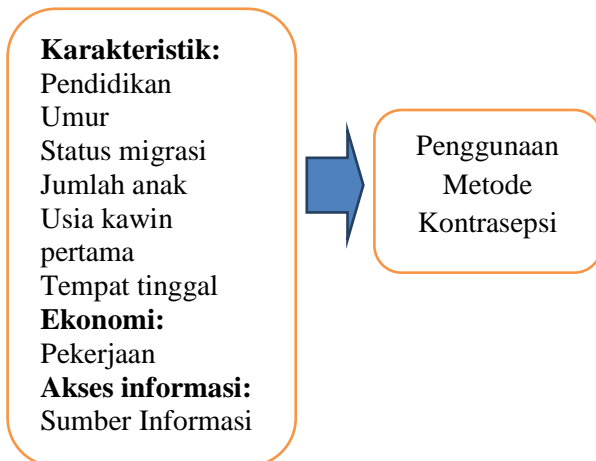 Karakteristik:
Pendidikan
Umur
Status migrasi
Jumlah anak
Usia kawin
pertama
Tempat tinggal
Ekonomi:
Pekerjaan
Akses informasi:
Sumber Informasi
Penggunaan
Metode
Kontrasepsi